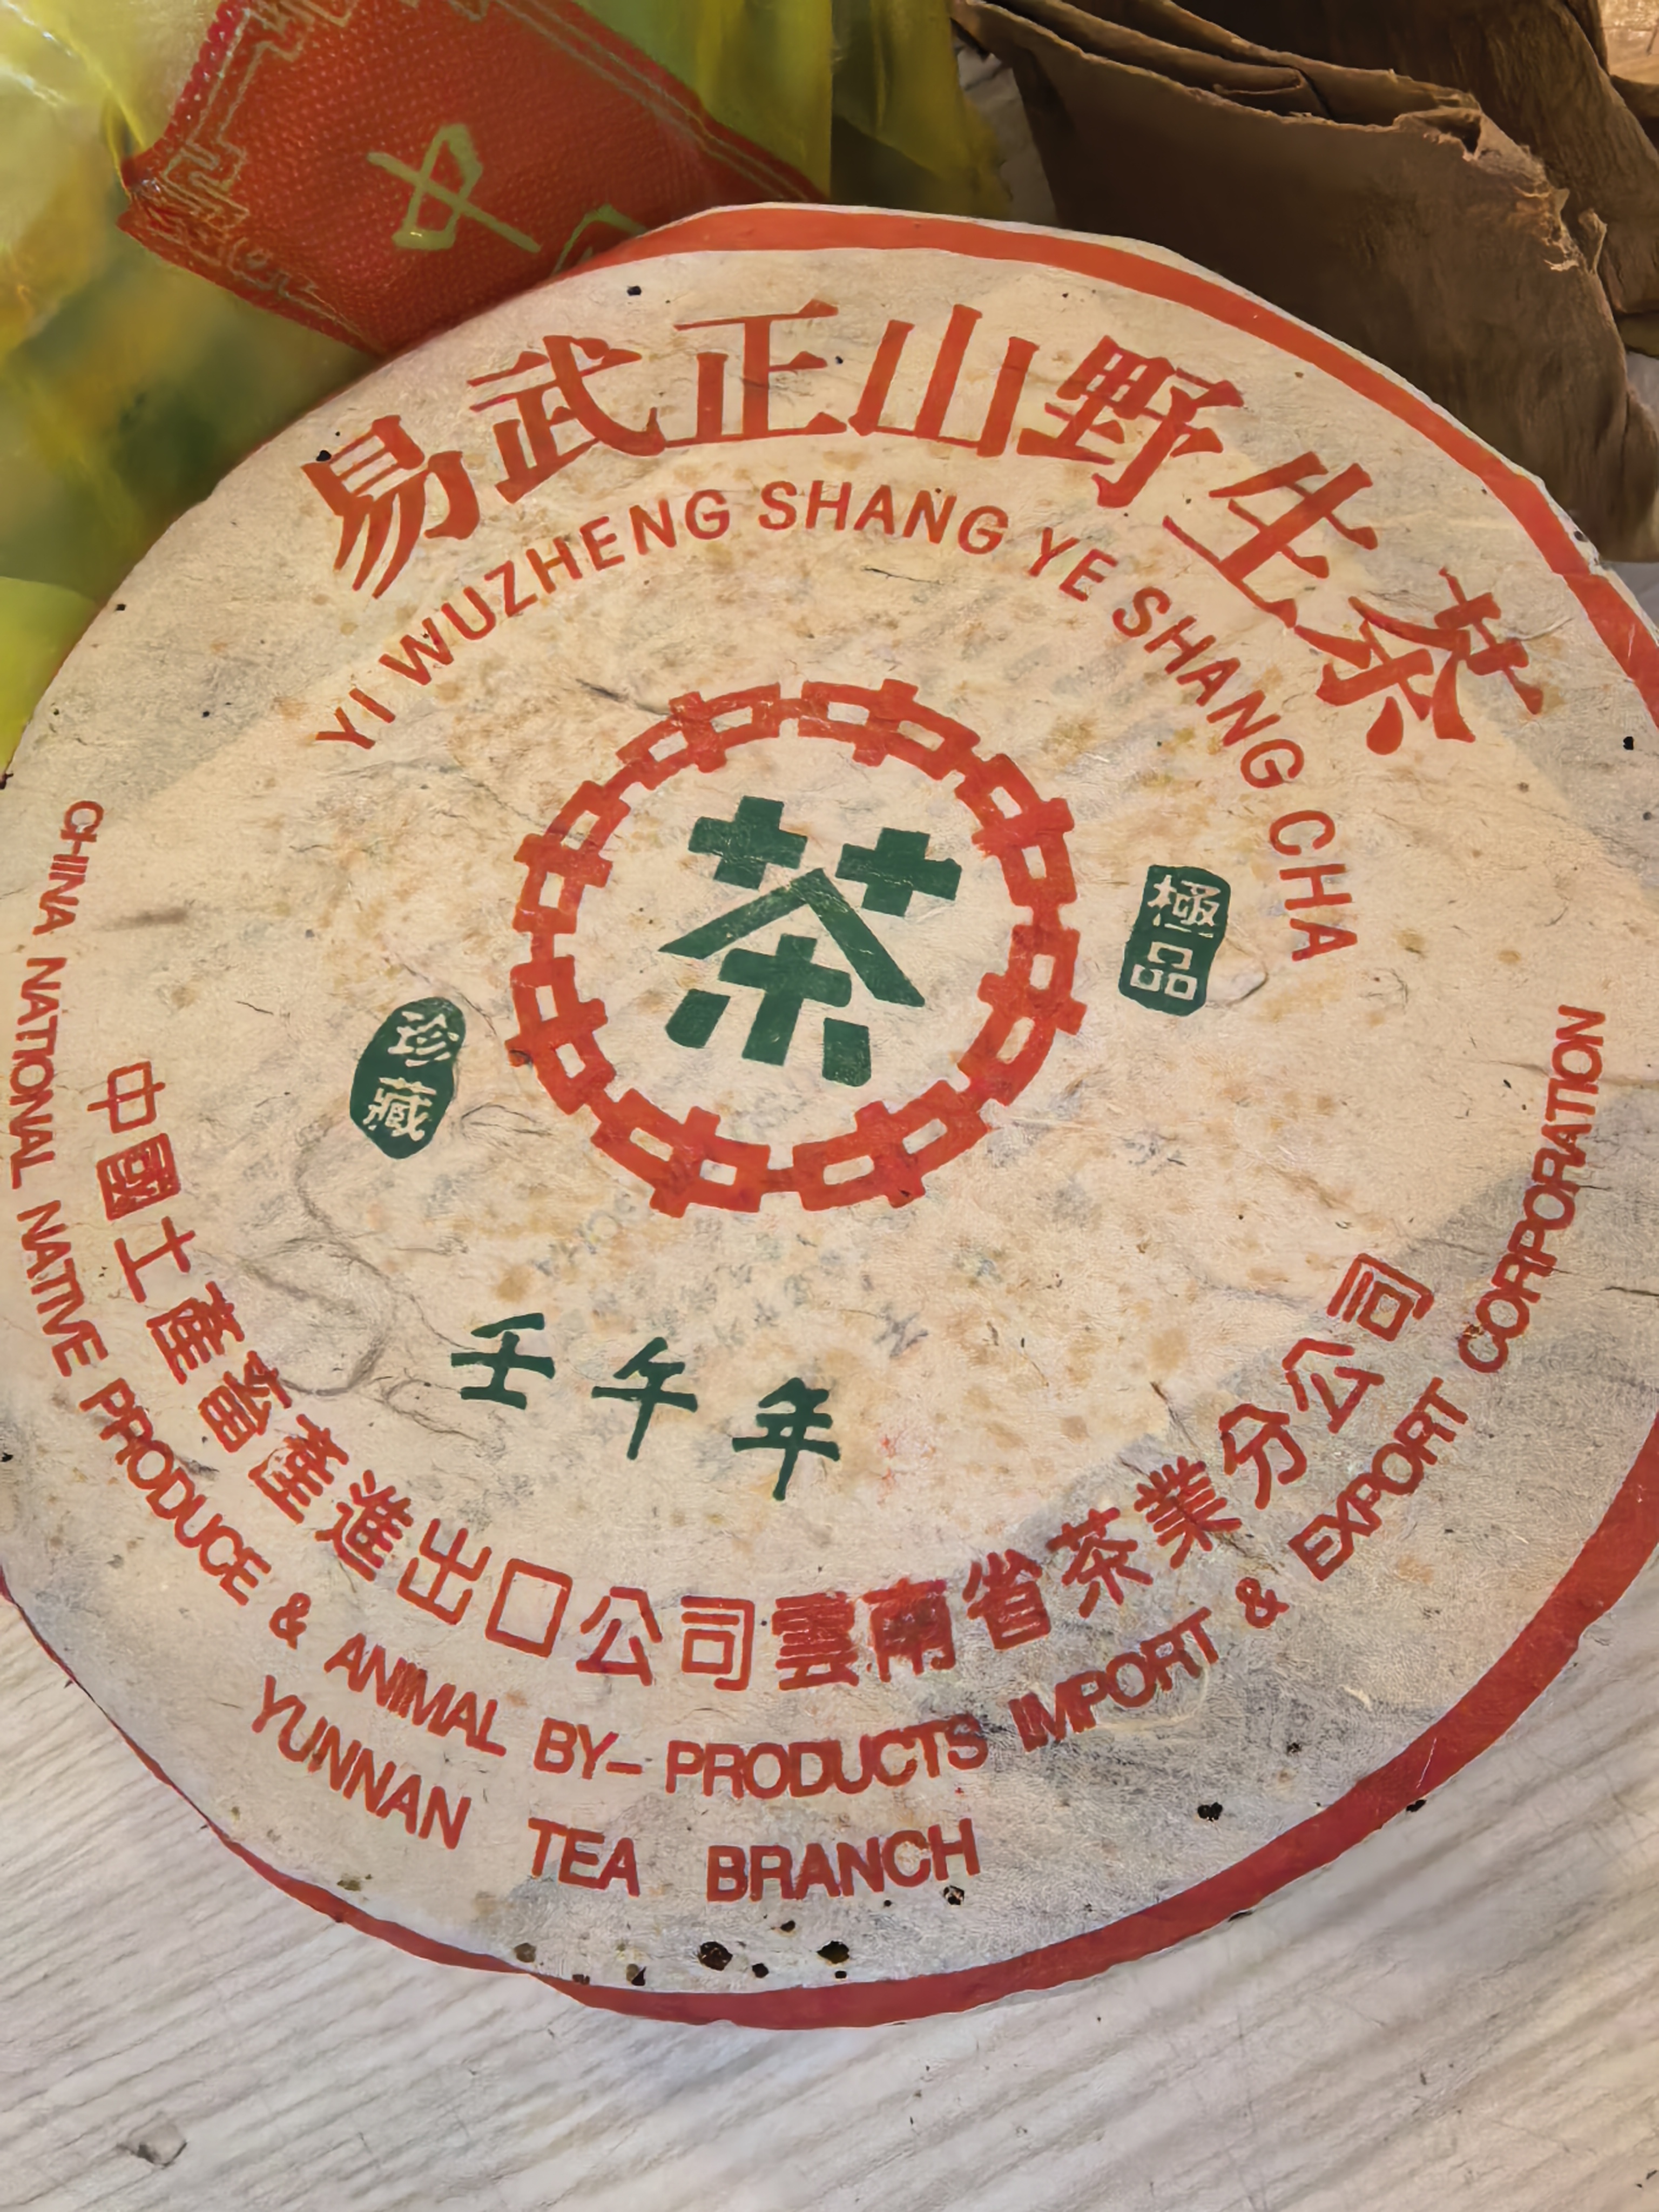 易武正山野生茶
YI WUZHENG SHANG YE SHANG CHA
茶
極品
珍藏
壬午年
中國土產畜產進出口公司雲南省茶業分公司
CHINA NATIONAL NATIVE PRODUCE & ANIMAL BY-PRODUCTS IMPORT & EXPORT CORPORATION
YUNNAN TEA BRANCH